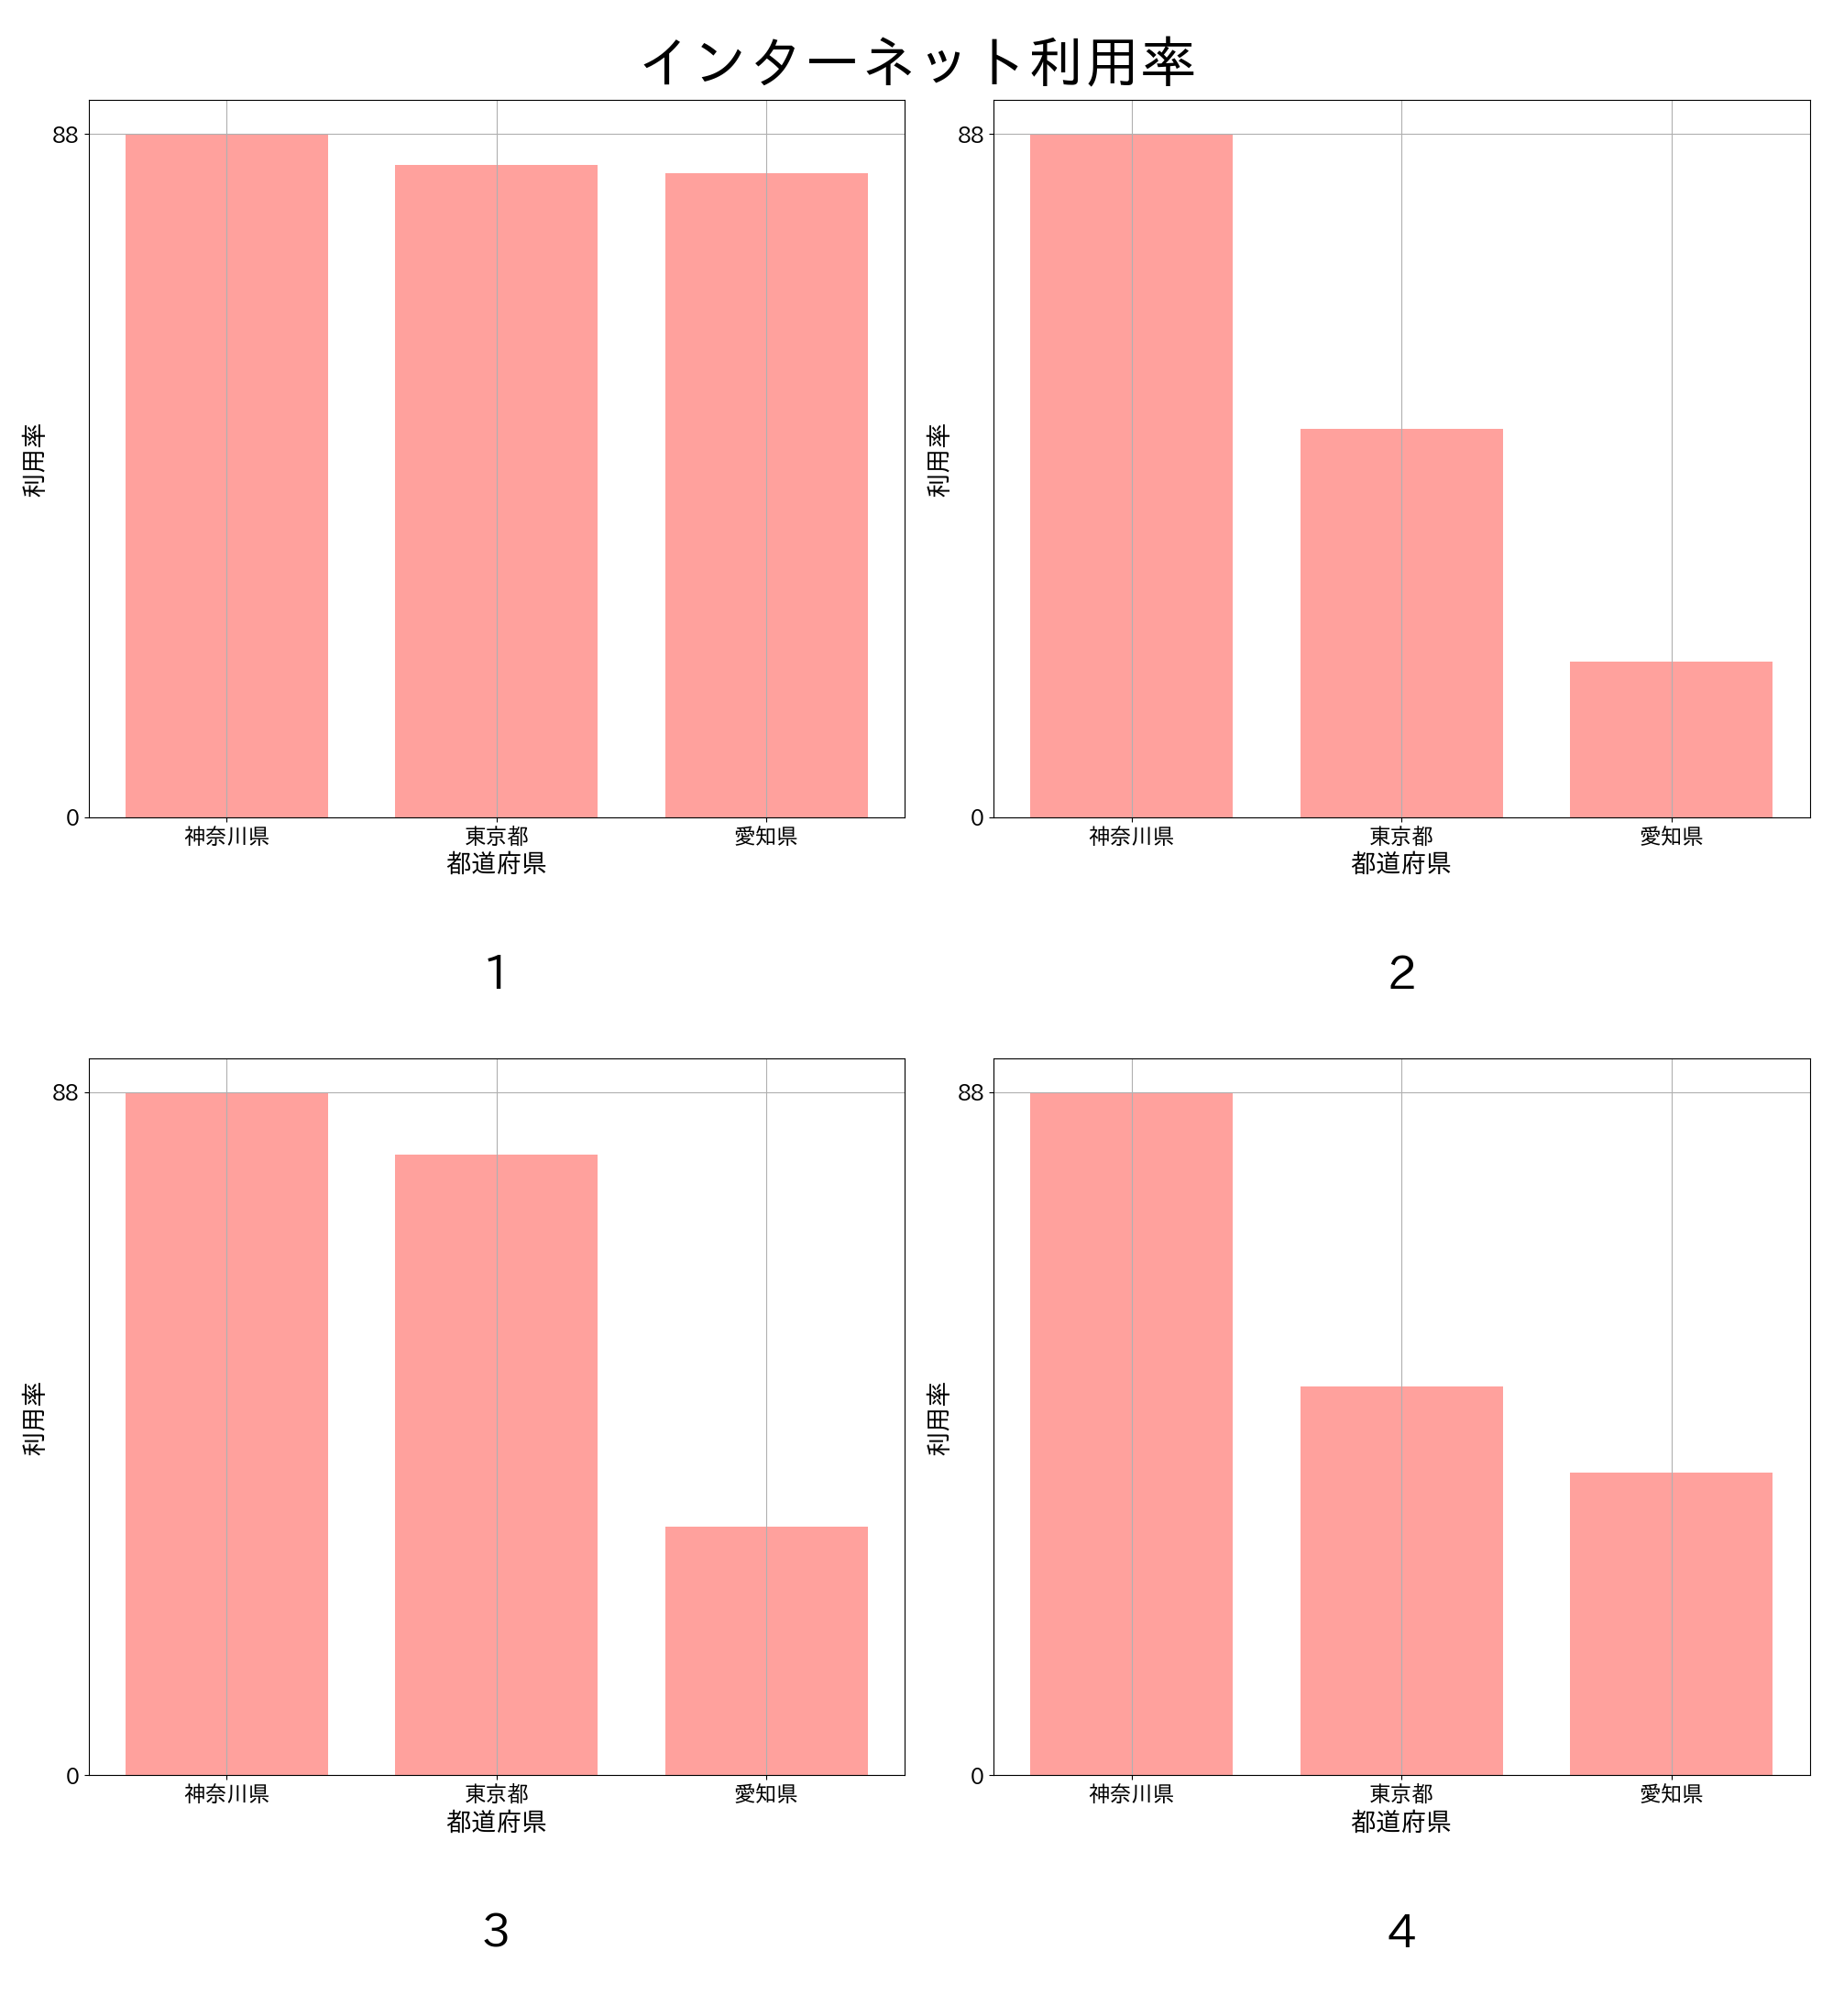 インターネット利用率
88
0
利用率
神奈川県 東京都 愛知県
都道府県
1
88
0
利用率
神奈川県 東京都 愛知県
都道府県
2
88
0
利用率
神奈川県 東京都 愛知県
都道府県
3
88
0
利用率
神奈川県 東京都 愛知県
都道府県
4